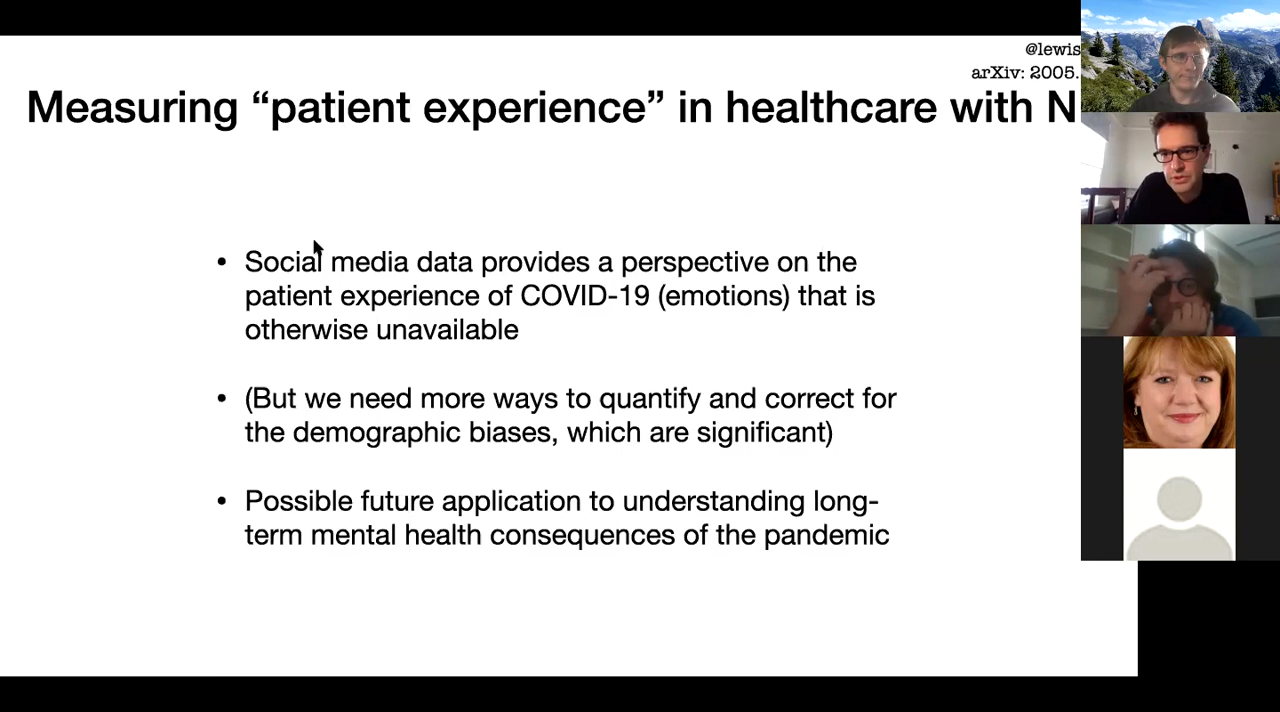 @lewis
arXiv: 2005.
Measuring “patient experience” in healthcare with N
• Social media data provides a perspective on the
patient experience of COVID-19 (emotions) that is
otherwise unavailable
• (But we need more ways to quantify and correct for
the demographic biases, which are significant)
• Possible future application to understanding long-
term mental health consequences of the pandemic